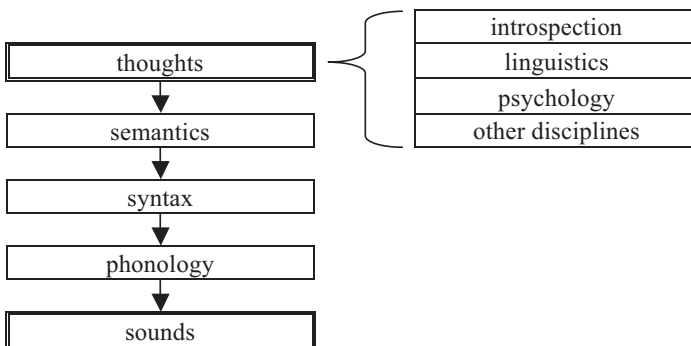 thoughts
semantics
syntax
phonology
sounds
introspection
linguistics
psychology
other disciplines